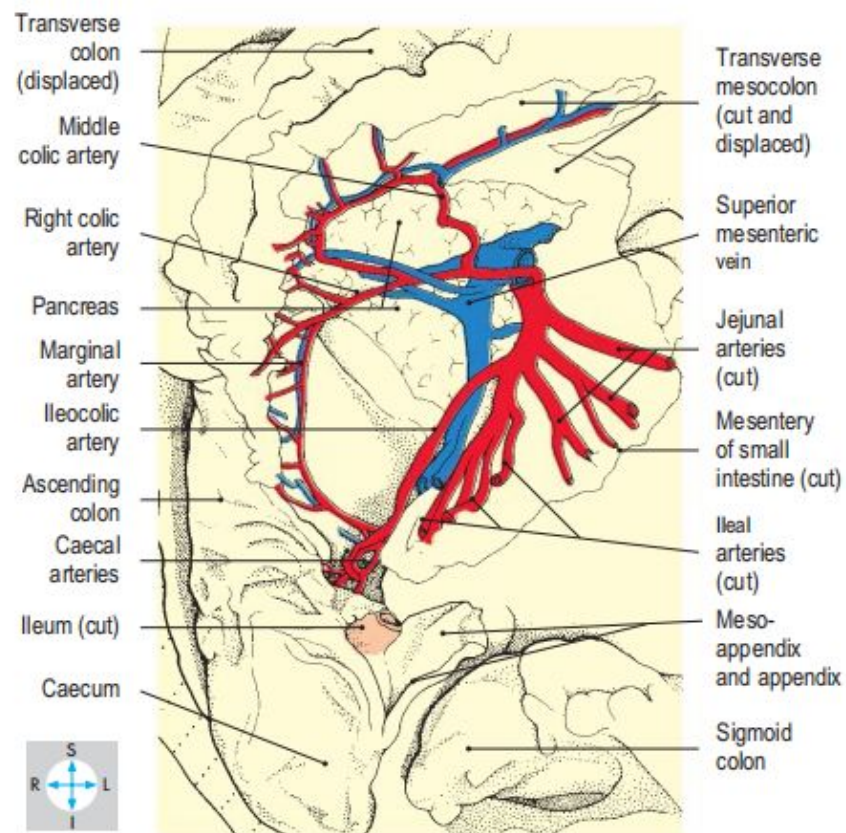 Transverse
colon
(displaced)
Middle
colic artery
Right colic
artery
Pancreas
Marginal
artery
Ileocolic
artery
Ascending
colon
Caecal
arteries
Ileum (cut)
Caecum
S
R
L
I
Transverse
mesocolon
(cut and
displaced)
Superior
mesenteric
vein
Jejunal
arteries
(cut)
Mesentery
of small
intestine (cut)
Ileal
arteries
(cut)
Meso-
appendix
and appendix
Sigmoid
colon